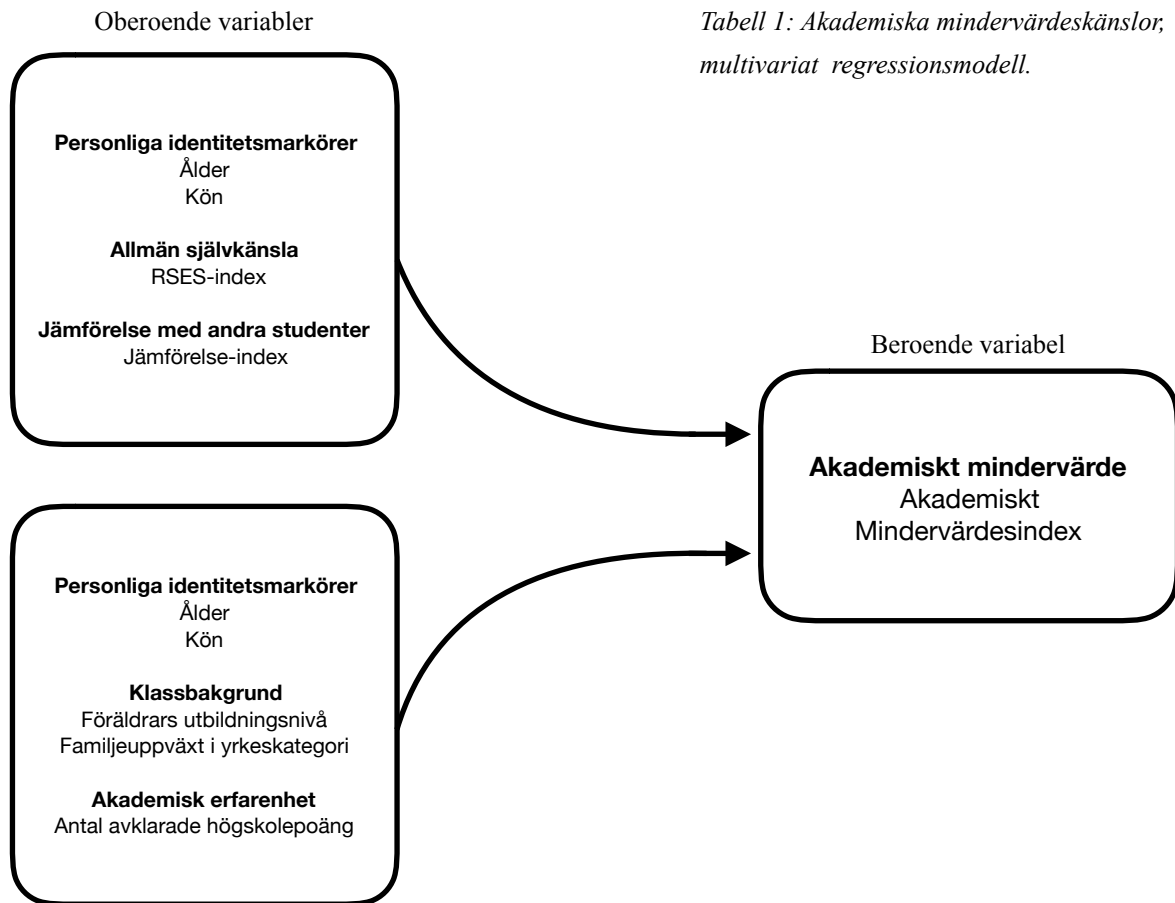 Oberoende variabler
Tabell 1: Akademiska mindervärdeskänslor,
multivariat regressionsmodell.
Personliga identitetsmarkörer
Ålder
Kön
Allmän självkänsla
RSES-index
Jämförelse med andra studenter
Jämförelse-index
Beroende variabel
Akademiskt mindervärde
Akademiskt
Mindervärdesindex
Personliga identitetsmarkörer
Ålder
Kön
Klassbakgrund
Föräldrars utbildningsnivå
Familjeuppväxt i yrkeskategori
Akademisk erfarenhet
Antal avklarade högskolepoäng